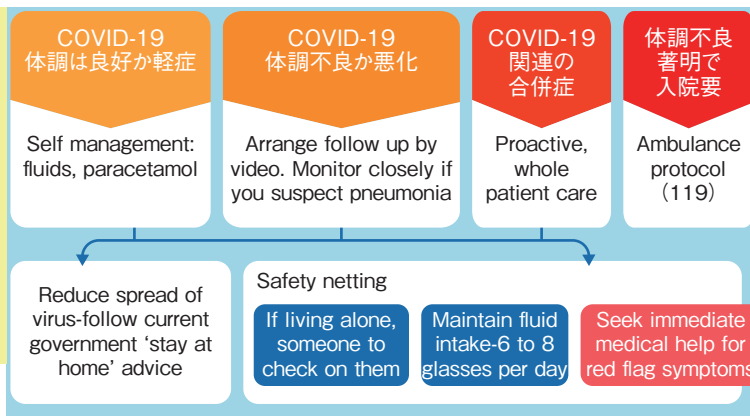 COVID-19
体調は良好か軽症
Self management:
fluids, paracetamol
COVID-19
体調不良か悪化
Arrange follow up by
video. Monitor closely if
you suspect pneumonia
COVID-19
関連の
合併症
Proactive,
whole
patient care
体調不良
著明で
入院要
Ambulance
protocol
(119)
Reduce spread of
virus-follow current
government ‘stay at
home’ advice
Safety netting
If living alone,
someone to
check on them
Maintain fluid
intake-6 to 8
glasses per day
Seek immediate
medical help for
red flag symptoms